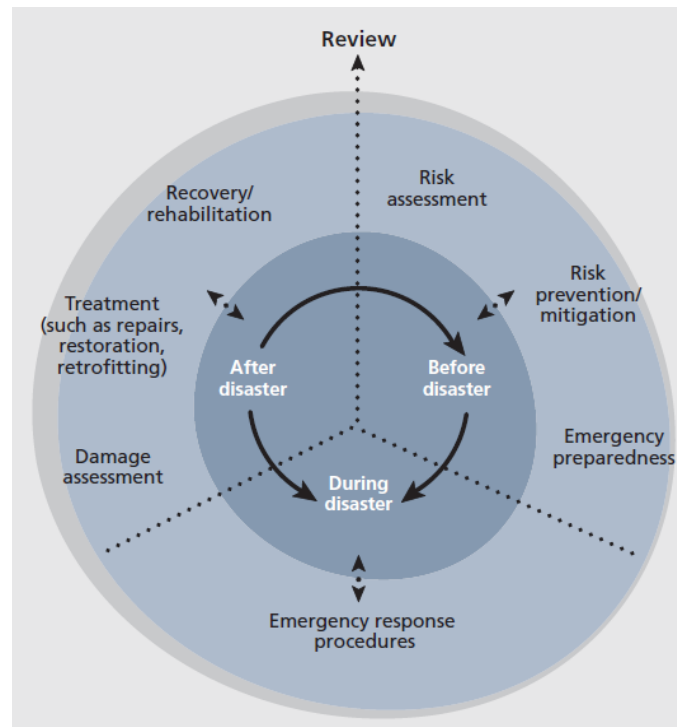 Review
Risk
assessment
Recovery/
rehabilitation
Risk
prevention/
mitigation
Treatment
(such as repairs,
restoration,
retrofitting)
After
disaster
Before
disaster
Emergency
preparedness
Damage
assessment
During
disaster
Emergency response
procedures